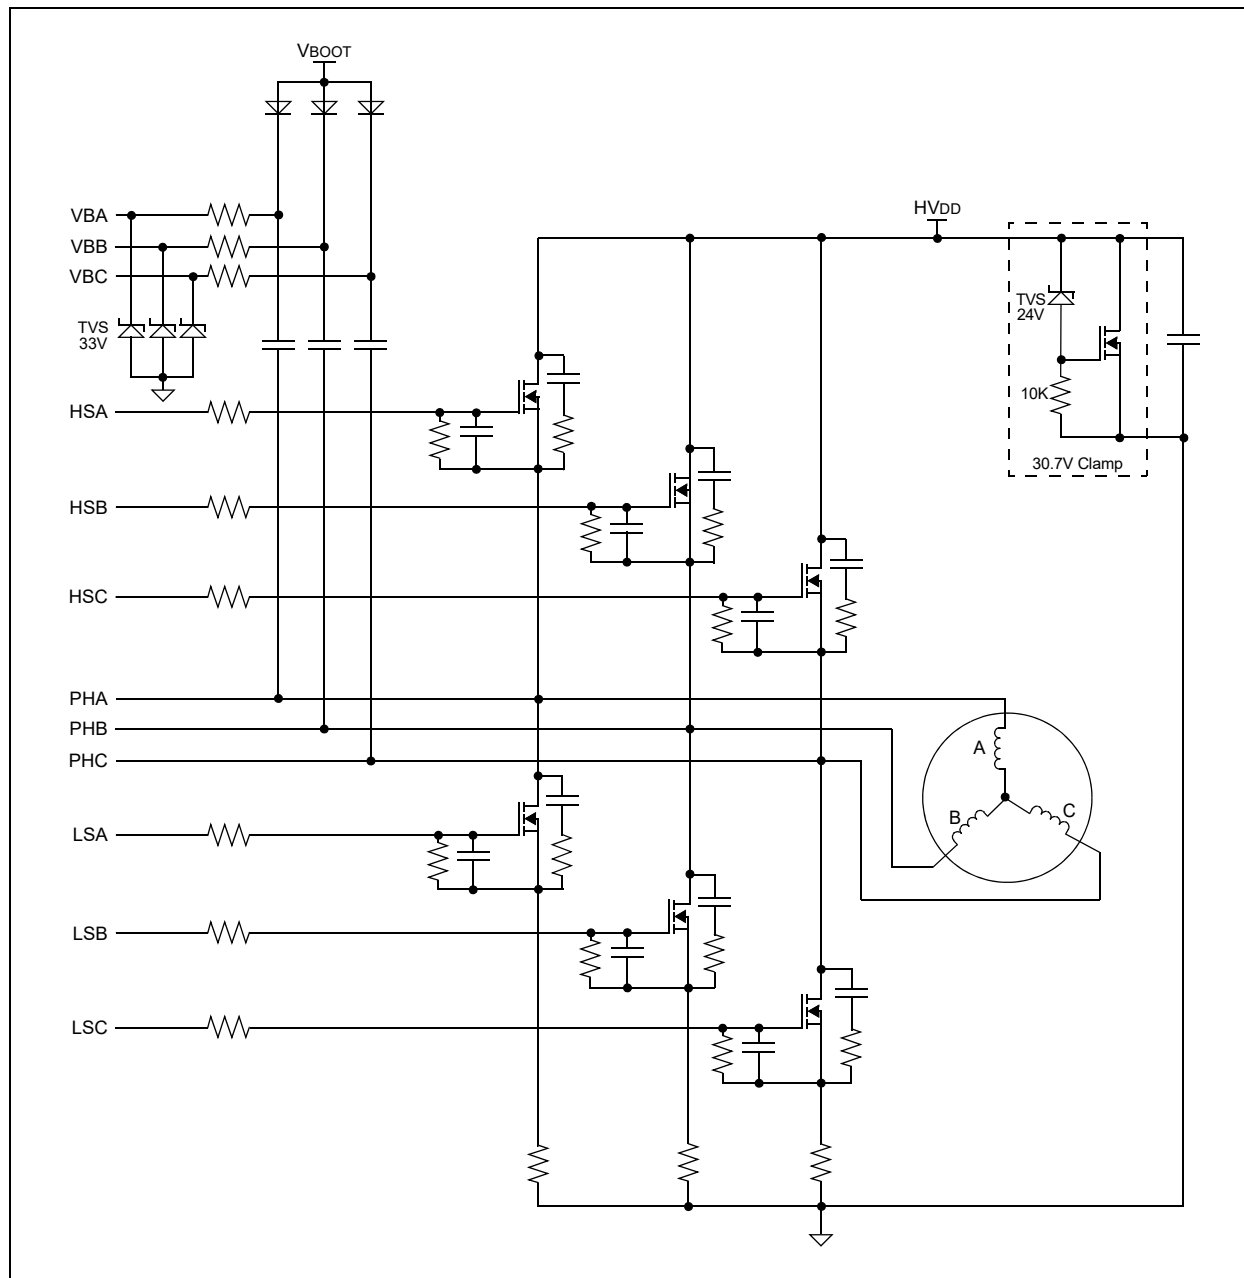 VBOOT
VBA
VBB
VBC
TVS
33V
HVDD
TVS
24V
10K
30.7V Clamp
HSA
HSB
HSC
PHA
PHB
PHC
A
B
C
LSA
LSB
LSC